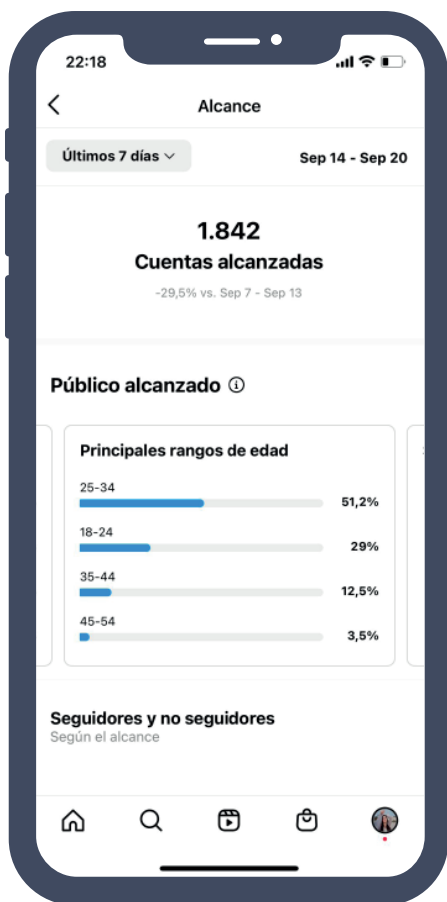 22:18
Alcance
Últimos 7 días
Sep 14 - Sep 20
1.842
Cuentas alcanzadas
-29,5% vs. Sep 7 - Sep 13
Público alcanzado
Principales rangos de edad
25-34
51,2%
18-24
29%
35-44
12,5%
45-54
3,5%
Seguidores y no seguidores
Según el alcance